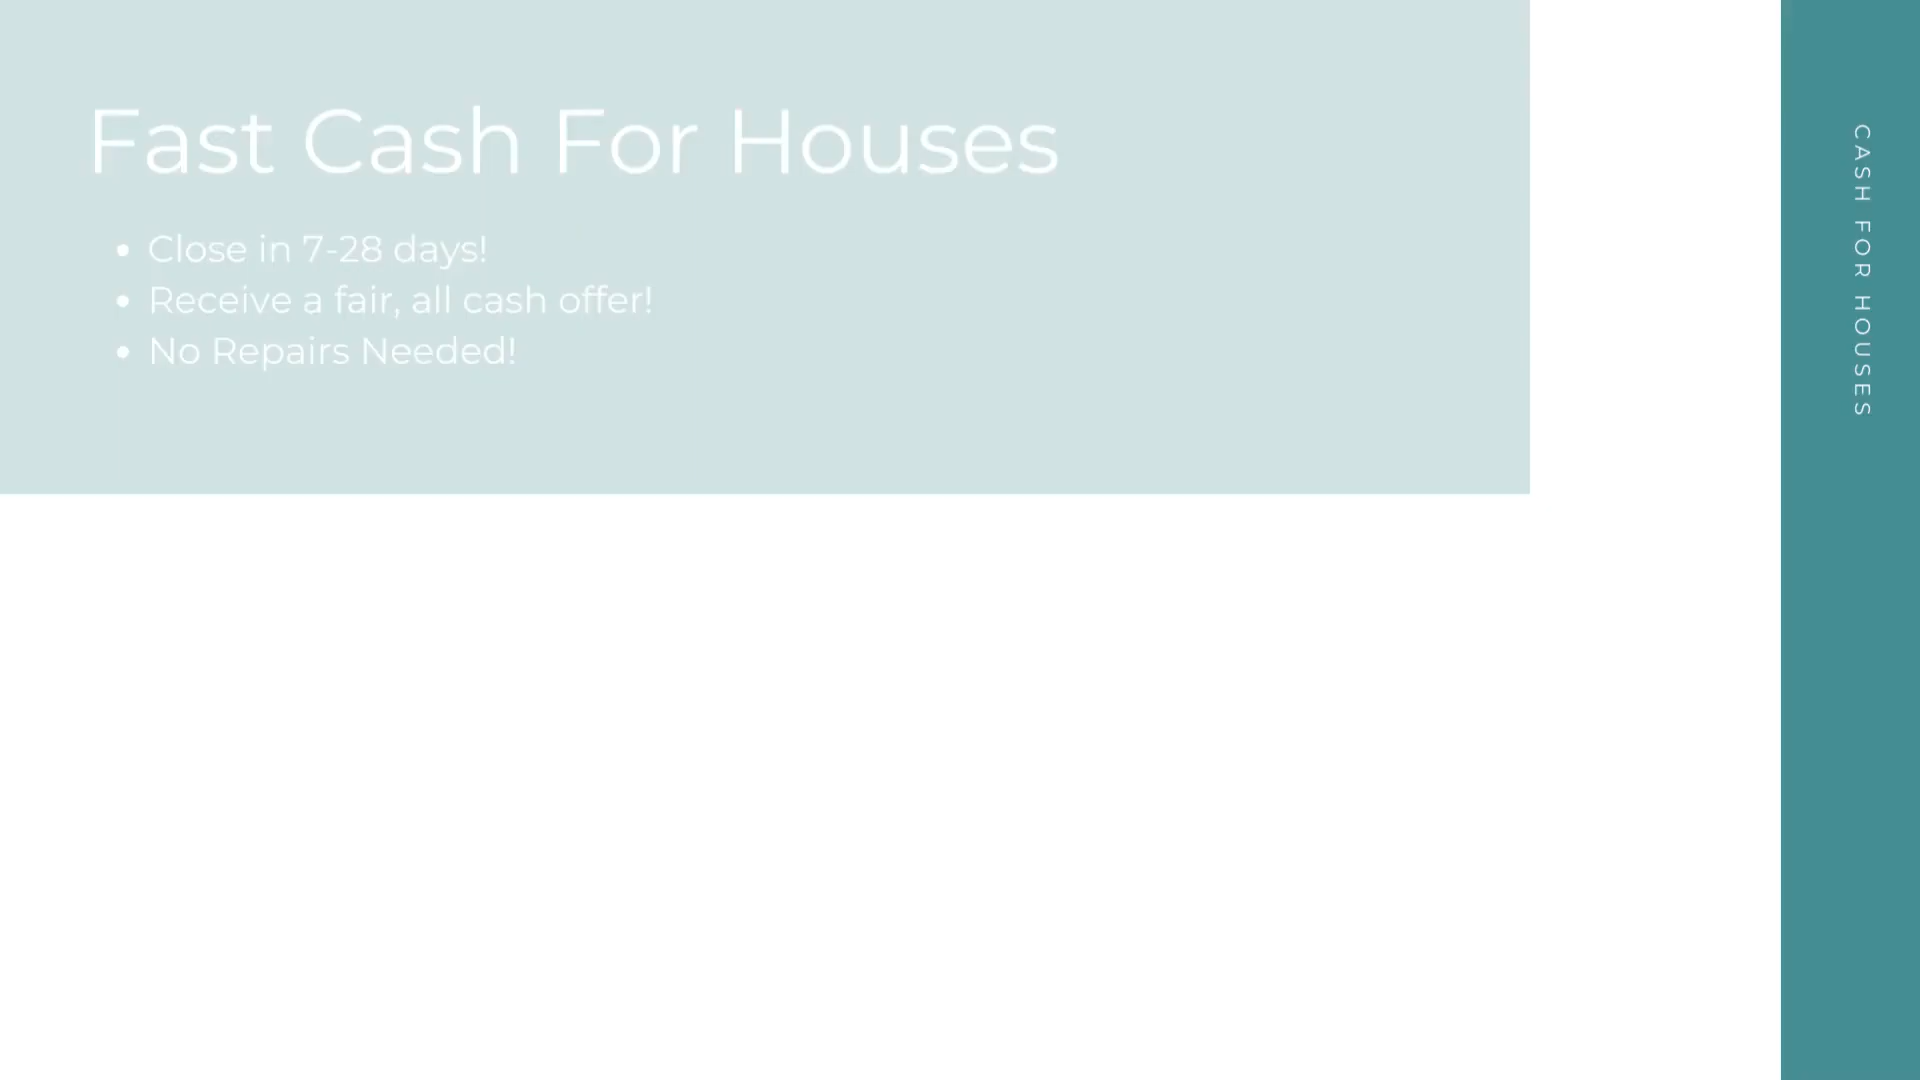 Fast Cash For Houses
• Close in 7-28 days!
• Receive a fair, all cash offer!
• No Repairs Needed!
CASH FOR HOUSES